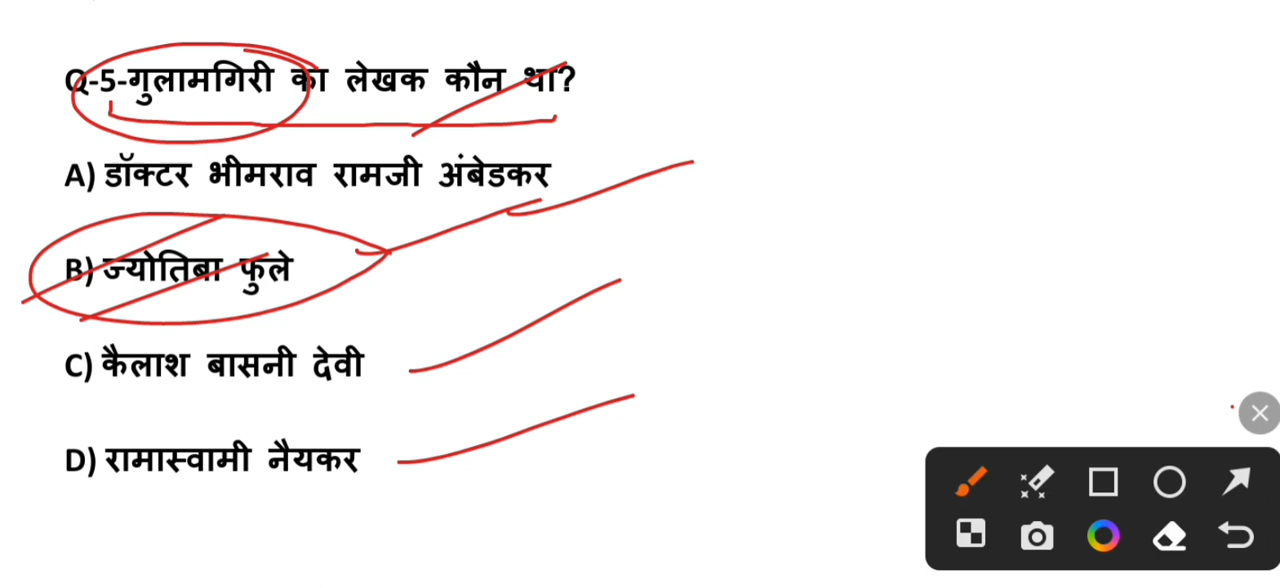 Q-5-गुलामगिरी का लेखक कौन था?
A) डॉक्टर भीमराव रामजी अंबेडकर
B) ज्योतिबा फुले
C) कैलाश बासनी देवी
D) रामास्वामी नैयकर